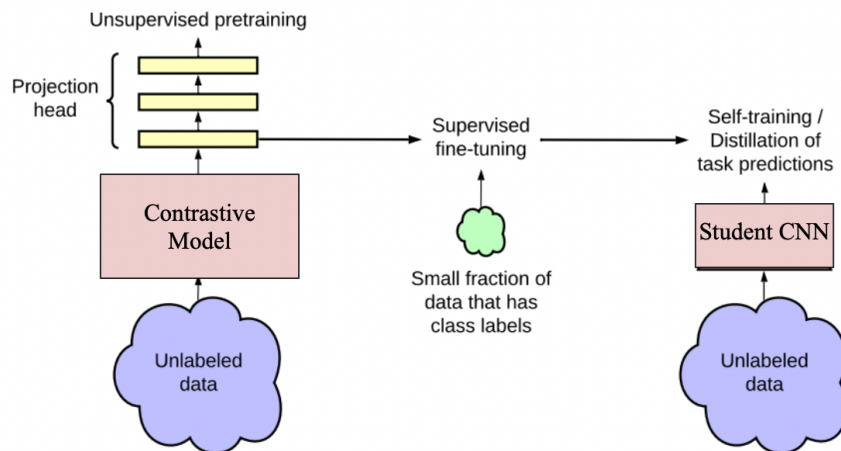 Unsupervised pretraining
Projection
head
Contrastive
Model
Unlabeled
data
Supervised
fine-tuning
Small fraction of
data that has
class labels
Self-training /
Distillation of
task predictions
Student CNN
Unlabeled
data